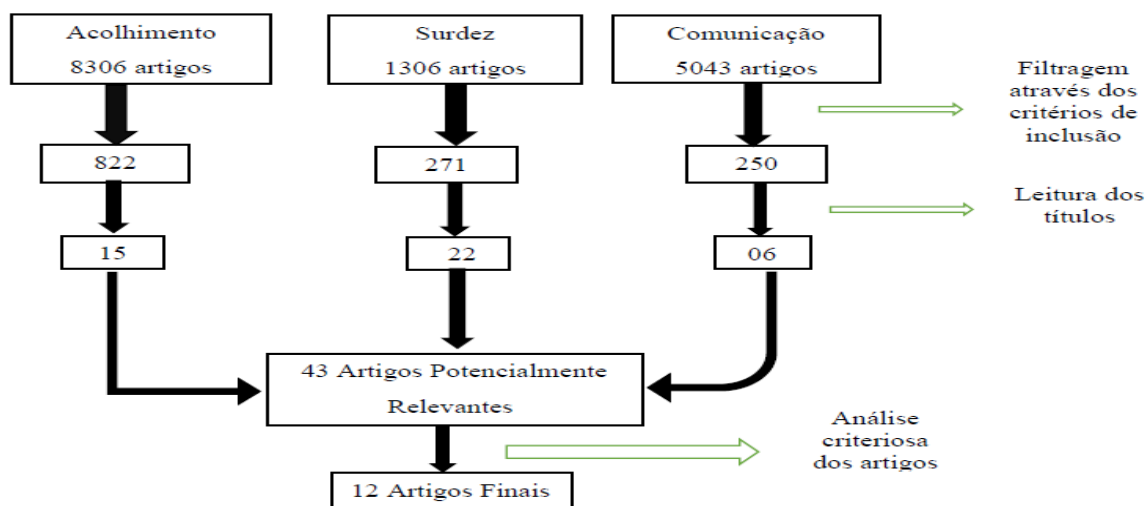 Acolhimento
8306 artigos
Surdez
1306 artigos
Comunicação
5043 artigos
Filtragem
através dos
critérios de
inclusão
822
271
250
Leitura dos
títulos
15
22
06
43 Artigos Potencialmente
Relevantes
Análise
criteriosa
dos artigos
12 Artigos Finais